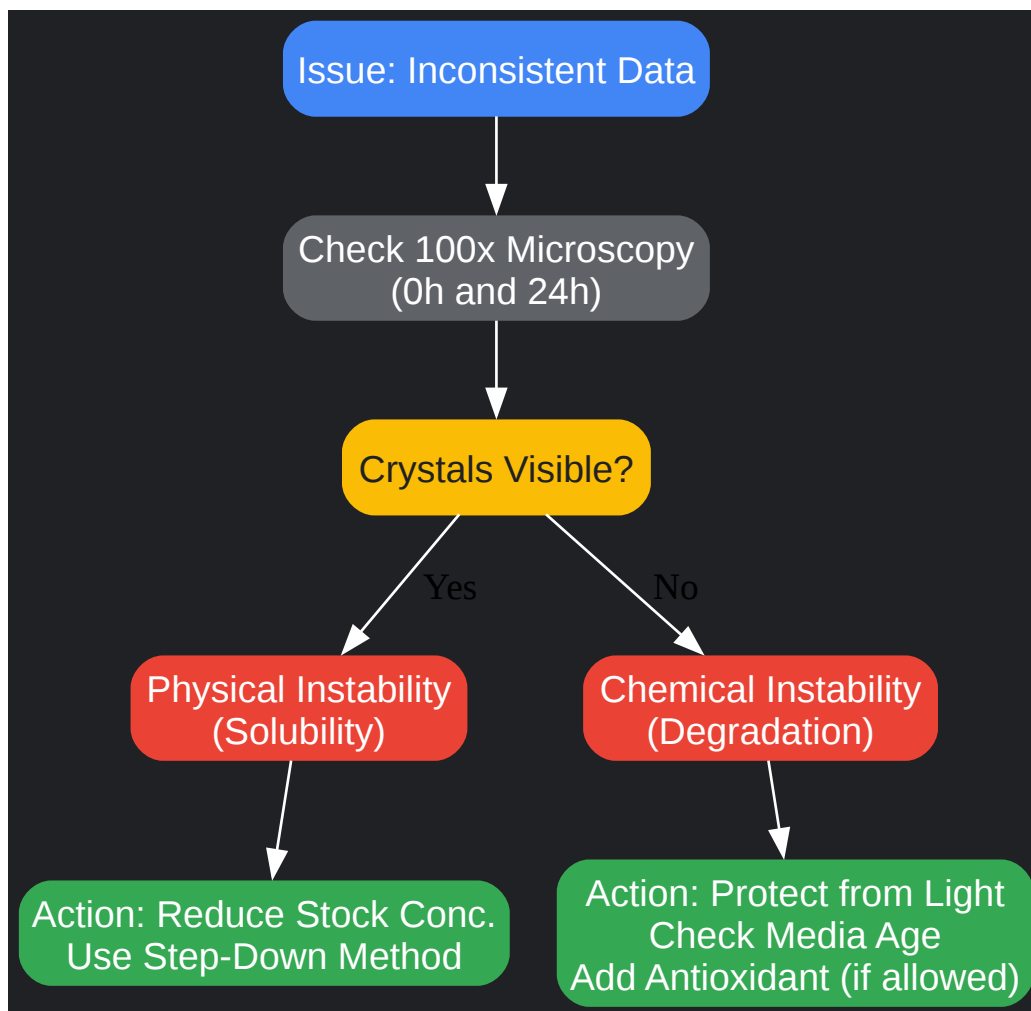 Issue: Inconsistent Data
Check 100x Microscopy
(0h and 24h)
Crystals Visible?
Yes
No
Physical Instability
(Solubility)
Chemical Instability
(Degradation)
Action: Reduce Stock Conc.
Use Step-Down Method
Action: Protect from Light
Check Media Age
Add Antioxidant (if allowed)